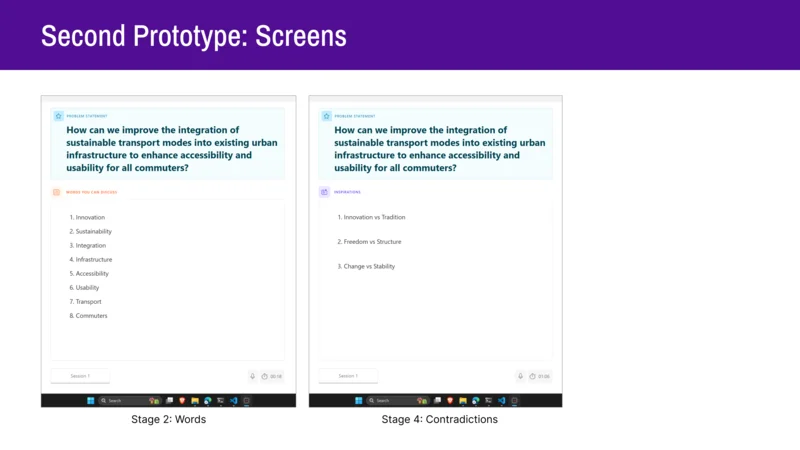 Second Prototype: Screens
PROBLEM STATEMENT
How can we improve the integration of
sustainable transport modes into existing urban
infrastructure to enhance accessibility and
usability for all commuters?
WORDS YOU CAN DISCUSS
1. Innovation
2. Sustainability
3. Integration
4. Infrastructure
5. Accessibility
6. Usability
7. Transport
8. Commuters
Session 1
00:58
Search
Stage 2: Words
PROBLEM STATEMENT
How can we improve the integration of
sustainable transport modes into existing urban
infrastructure to enhance accessibility and
usability for all commuters?
INSPIRATIONS
1. Innovation vs Tradition
2. Freedom vs Structure
3. Change vs Stability
Session 1
Search
Stage 4: Contradictions